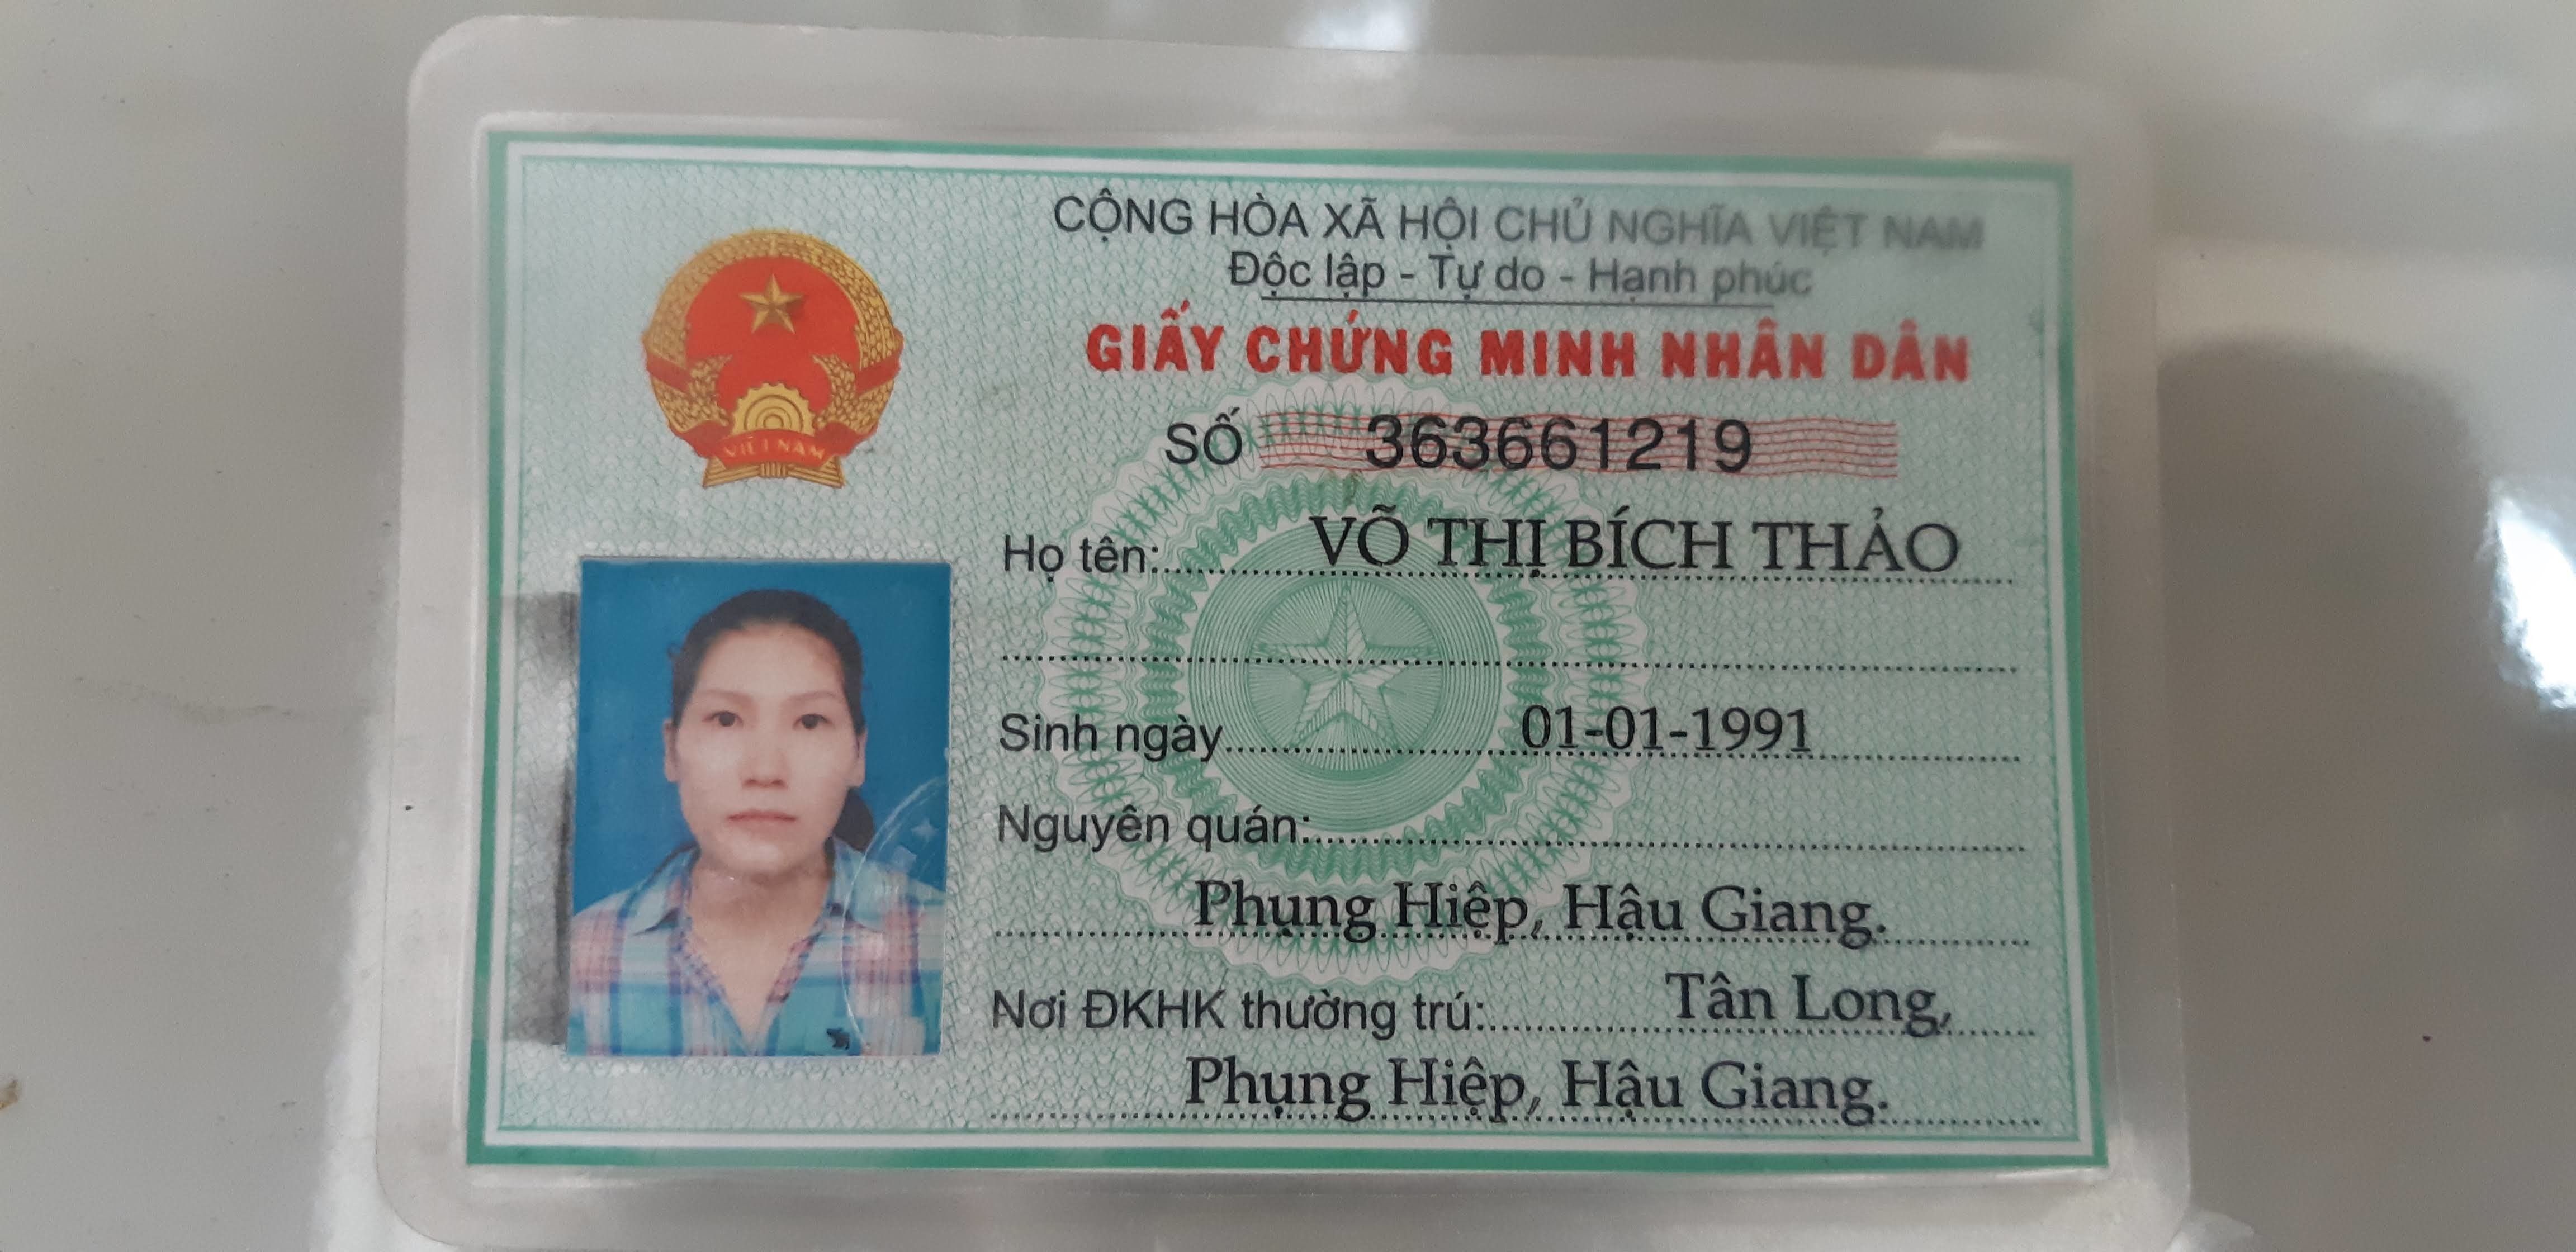 CỘNG HÒA XÃ HỘI CHỦ NGHĨA VIỆT NAM
Độc lập - Tự do - Hạnh phúc
GIẤY CHỨNG MINH NHÂN DÂN
SỐ 363661219
Họ tên: VÕ THỊ BÍCH THẢO
Sinh ngày 01-01-1991
Nguyên quán:
Phụng Hiệp, Hậu Giang.
Nơi ĐKHK thường trú: Tân Long,
Phụng Hiệp, Hậu Giang.
VIỆT NAM